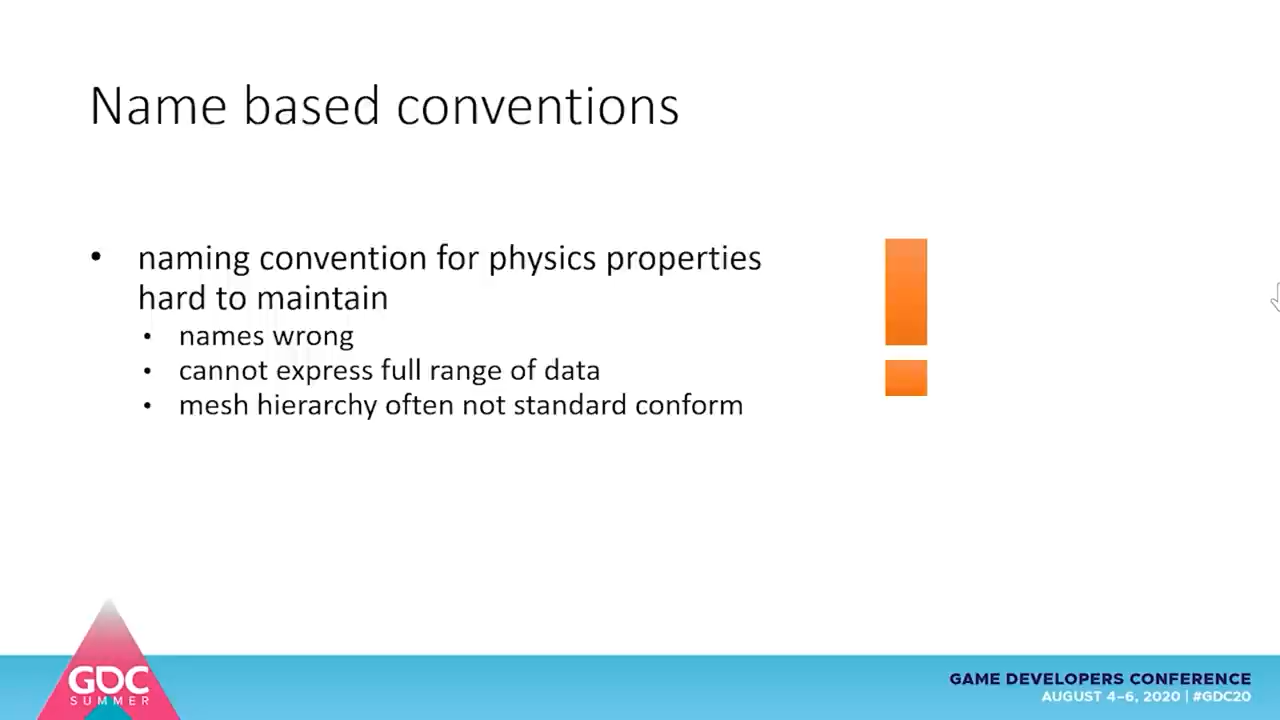 Name based conventions
• naming convention for physics properties
hard to maintain
• names wrong
• cannot express full range of data
• mesh hierarchy often not standard conform
GDC
SUMMER
GAME DEVELOPERS CONFERENCE
AUGUST 4–6, 2020 | #GDC20